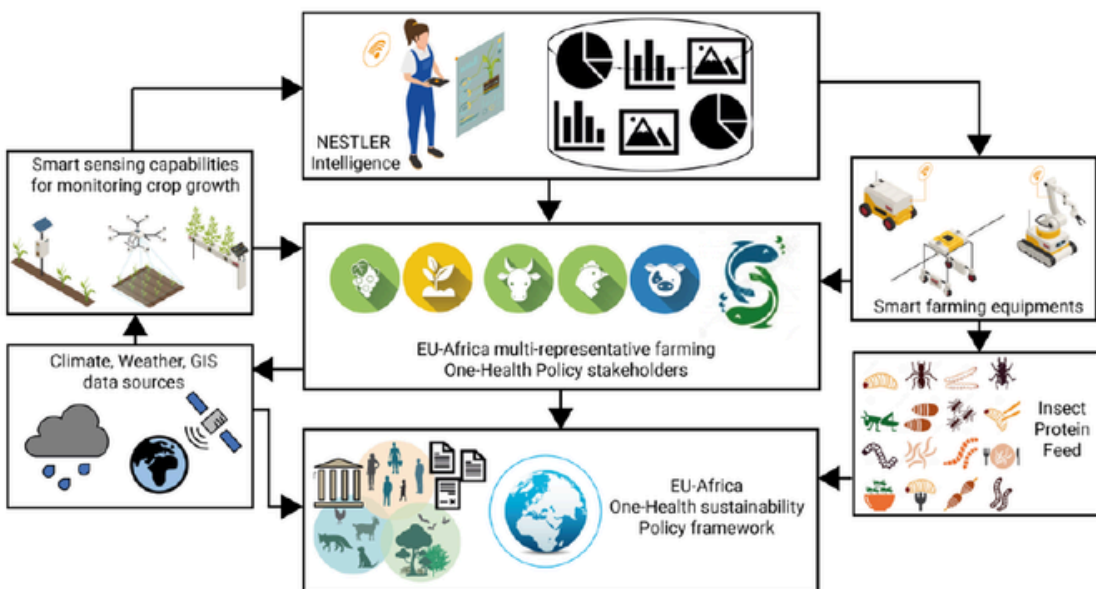 NESTLER
Intelligence
Smart sensing capabilities
for monitoring crop growth
Smart farming equipments
EU-Africa multi-representative farming
One-Health Policy stakeholders
Climate, Weather, GIS
data sources
Insect
Protein
Feed
EU-Africa
One-Health sustainability
Policy framework